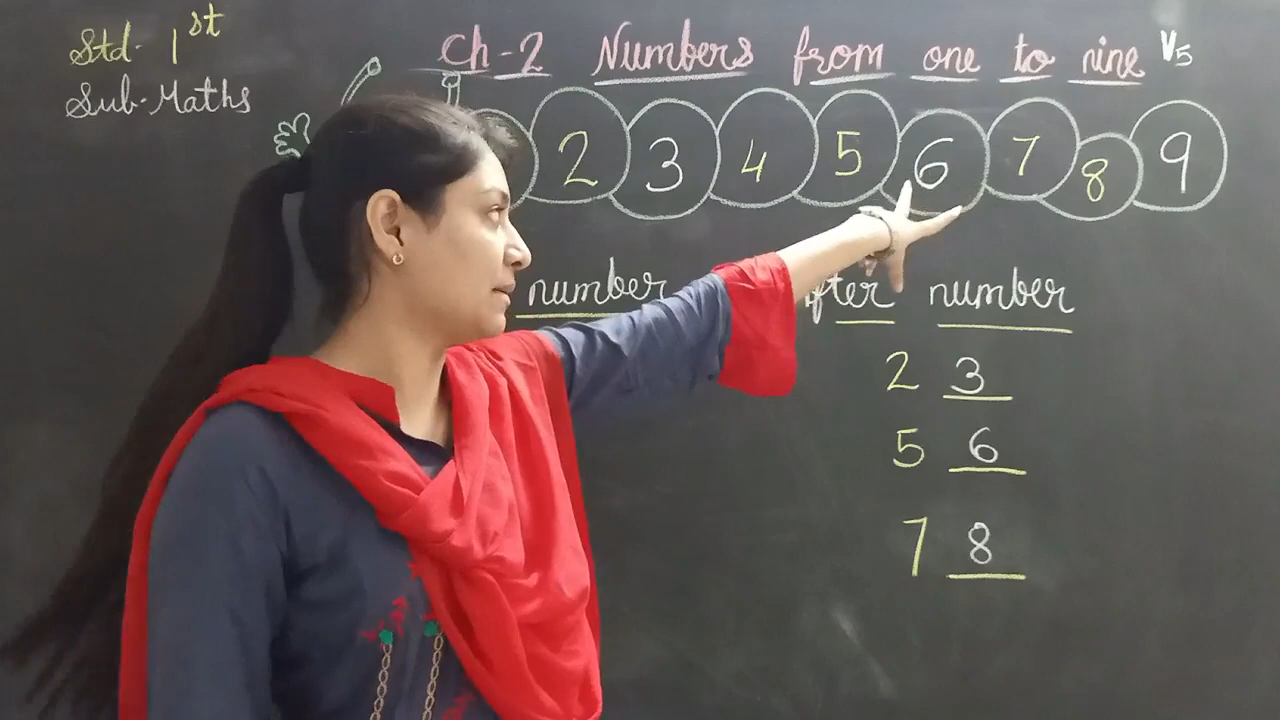 Std- 1st
Sub-Maths
Ch-2 Numbers from one to nine V5
2 3 4 5 6 7 8 9
number
fter number
2 3
5 6
7 8